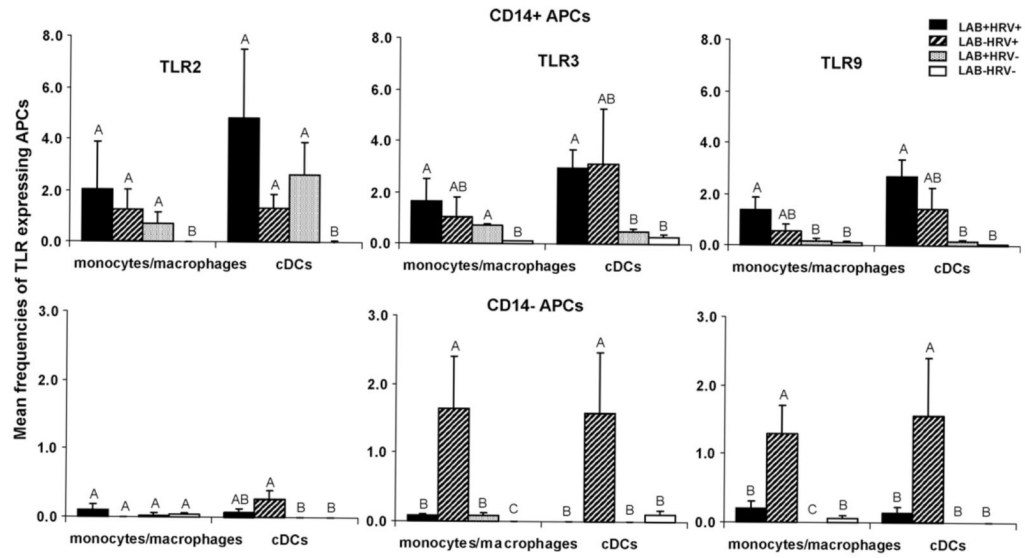 CD14+ APCs
LAB+HRV+
LAB-HRV+
LAB+HRV-
LAB-HRV-
Mean frequencies of TLR expressing APCs
8.0
6.0
4.0
2.0
0.0
TLR2
A
A
A
B
A
A
A
B
monocytes/macrophages
cDCs
8.0
6.0
4.0
2.0
0.0
TLR3
A
AB
A
B
A
AB
B
B
monocytes/macrophages
cDCs
8.0
6.0
4.0
2.0
0.0
TLR9
A
AB
B
B
A
AB
B
B
monocytes/macrophages
cDCs
CD14- APCs
3.0
2.0
1.0
0.0
A
A
A
A
AB
A
B
B
monocytes/macrophages
cDCs
3.0
2.0
1.0
0.0
B
A
B
C
B
A
B
B
monocytes/macrophages
cDCs
3.0
2.0
1.0
0.0
B
A
C
B
B
A
B
B
monocytes/macrophages
cDCs